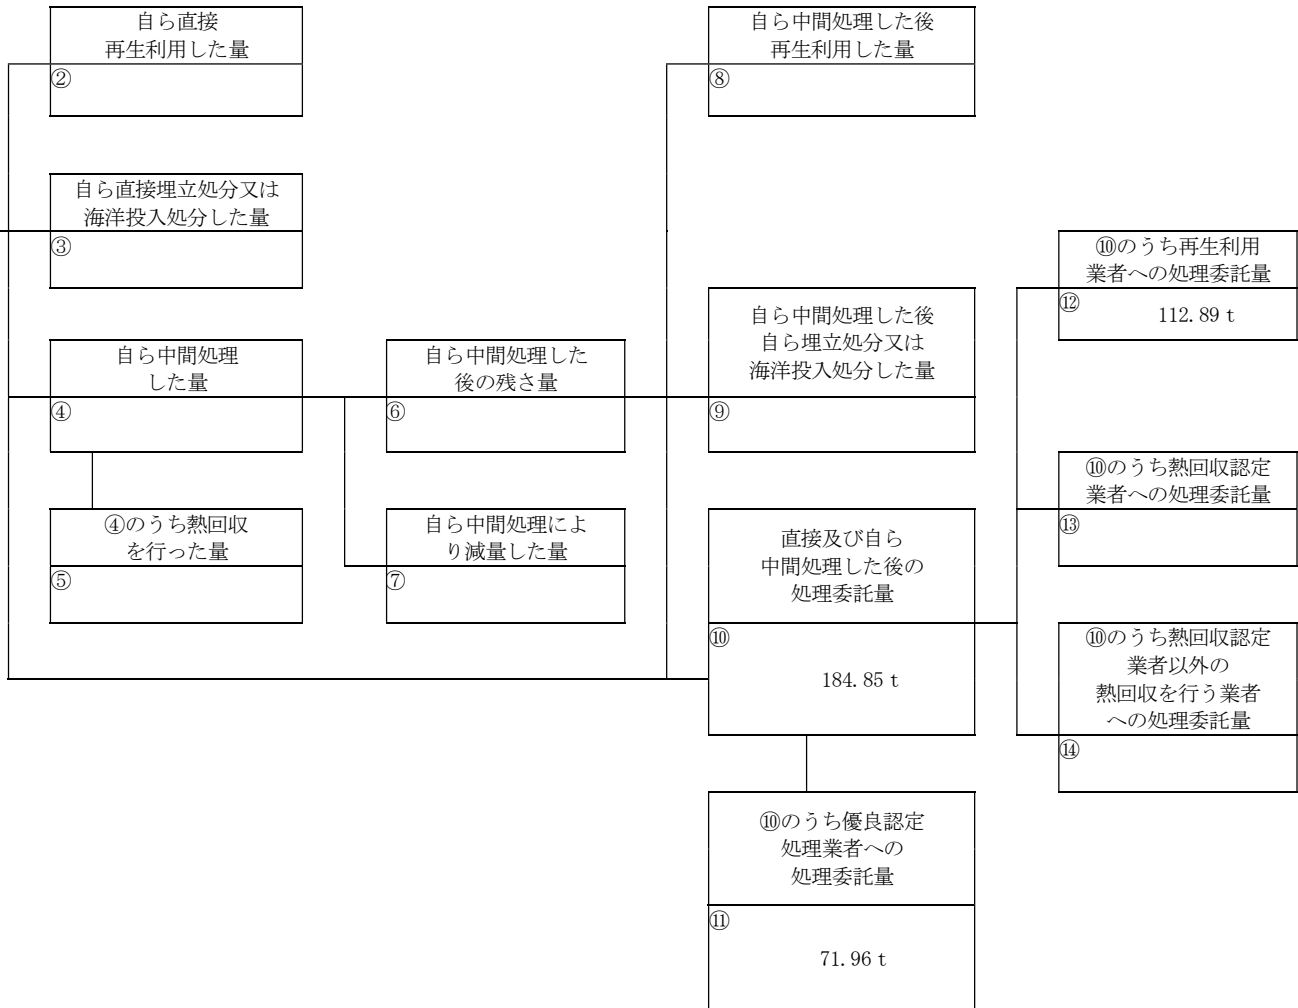 自ら直接
再生利用した量
②
自ら中間処理した後
再生利用した量
⑧
自ら直接埋立処分又は
海洋投入処分した量
③
⑩のうち再生利用
業者への処理委託量
⑫
112.89 t
自ら中間処理した後
自ら埋立処分又は
海洋投入処分した量
⑨
自ら中間処理
した量
④
自ら中間処理した
後の残さ量
⑥
⑩のうち熱回収認定
業者への処理委託量
⑬
④のうち熱回収
を行った量
⑤
自ら中間処理によ
り減量した量
⑦
直接及び自ら
中間処理した後の
処理委託量
⑩
184.85 t
⑩のうち熱回収認定
業者以外の
熱回収を行う業者
への処理委託量
⑭
⑩のうち優良認定
処理業者への
処理委託量
⑪
71.96 t